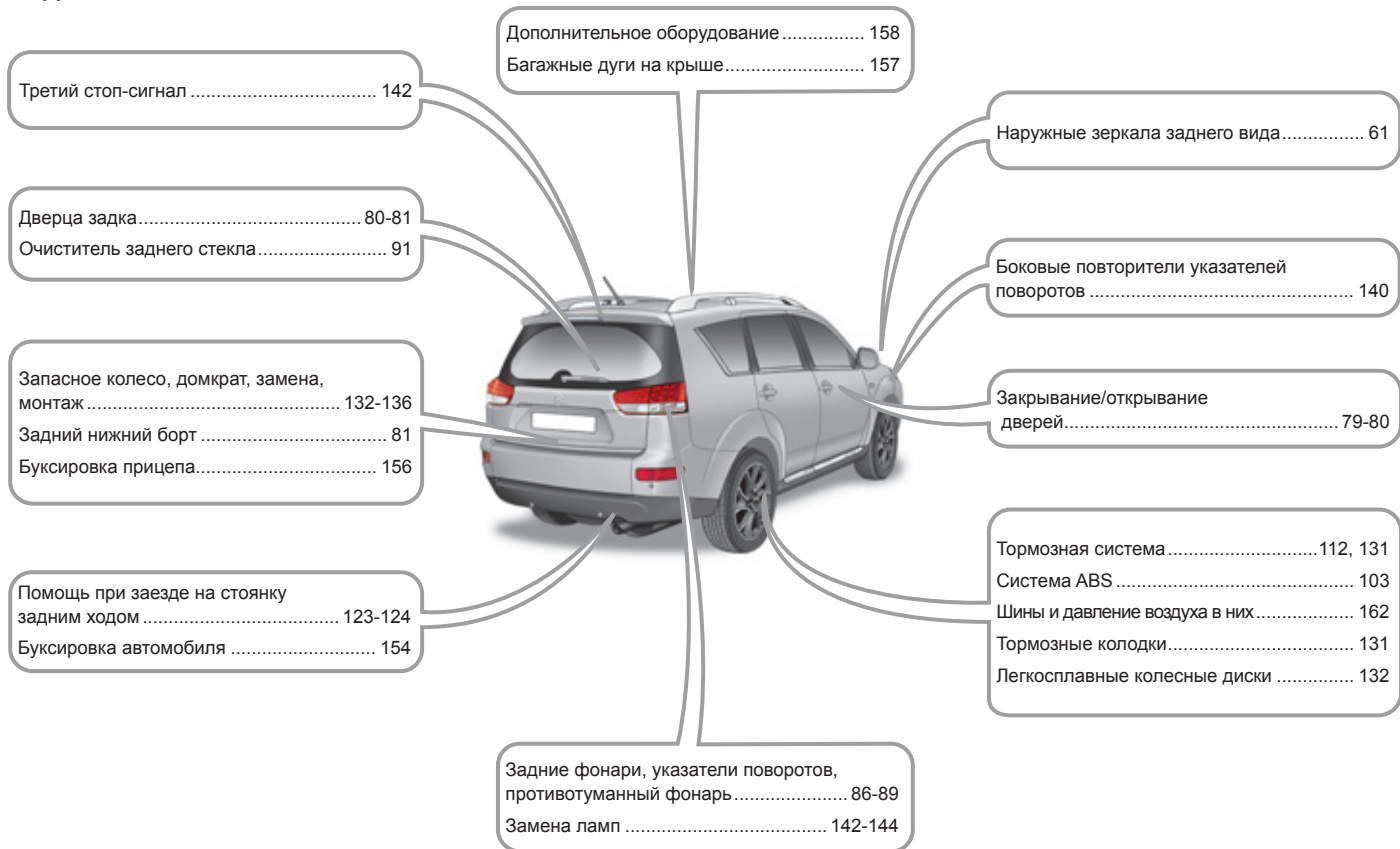 Дополнительное оборудование................ 158
Багажные дуги на крыше.......................... 157
Третий стоп-сигнал ................................... 142
Наружные зеркала заднего вида................ 61
Дверца задка.......................................... 80-81
Очиститель заднего стекла........................ 91
Боковые повторители указателей
поворотов .................................................. 140
Запасное колесо, домкрат, замена,
монтаж ................................................ 132-136
Задний нижний борт ................................... 81
Буксировка прицепа................................... 156
Закрывание/открывание
дверей.................................................... 79-80
Помощь при заезде на стоянку
задним ходом ...................................... 123-124
Буксировка автомобиля ........................... 154
Тормозная система.............................112, 131
Система ABS ............................................. 103
Шины и давление воздуха в них.................. 162
Тормозные колодки................................... 131
Легкосплавные колесные диски ............... 132
Задние фонари, указатели поворотов,
противотуманный фонарь...................... 86-89
Замена ламп ...................................... 142-144